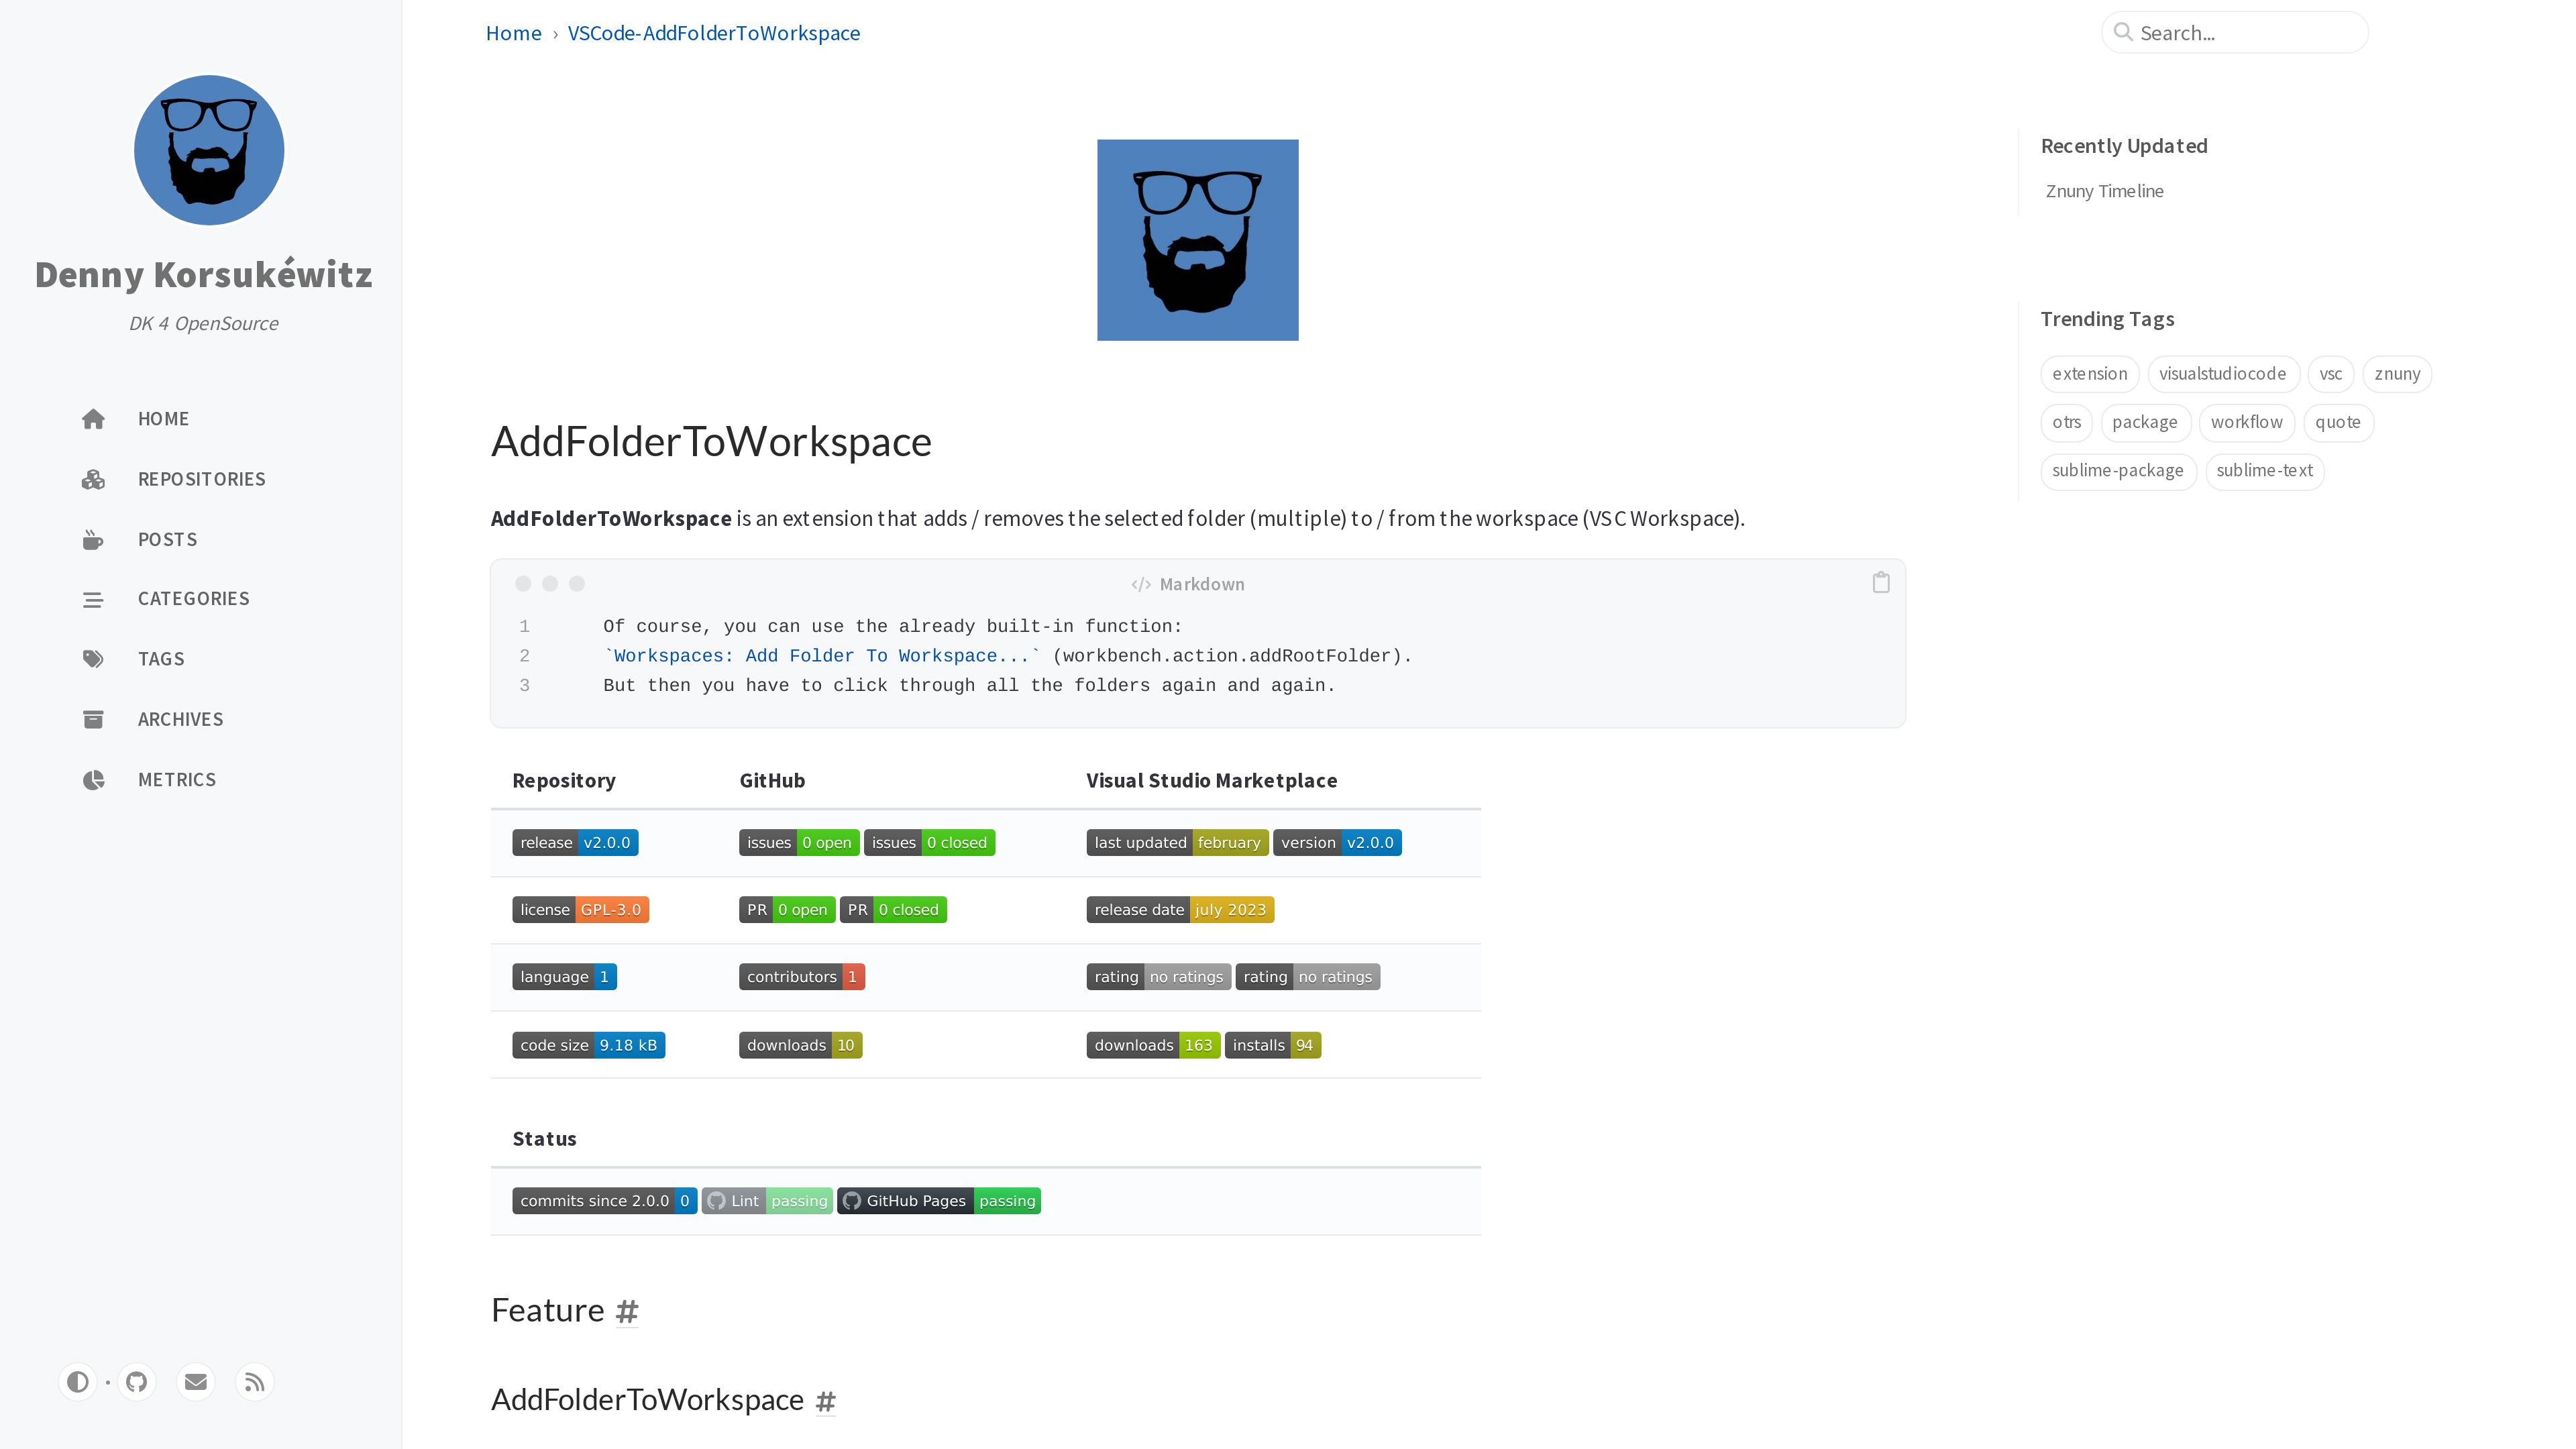 Denny Korsukéwitz
DK 4 OpenSource
HOME
REPOSITORIES
POSTS
CATEGORIES
TAGS
ARCHIVES
METRICS
Home › VSCode-AddFolderToWorkspace
Search...
AddFolderToWorkspace
AddFolderToWorkspace is an extension that adds / removes the selected folder (multiple) to / from the workspace (VSC Workspace).
</> Markdown
1 Of course, you can use the already built-in function:
2 `Workspaces: Add Folder To Workspace...` (workbench.action.addRootFolder).
3 But then you have to click through all the folders again and again.
Repository GitHub Visual Studio Marketplace
release v2.0.0 issues 0 open issues 0 closed last updated february version v2.0.0
license GPL-3.0 PR 0 open PR 0 closed release date july 2023
language 1 contributors 1 rating no ratings rating no ratings
code size 9.18 kB downloads 10 downloads 163 installs 94
Status
commits since 2.0.0 0 Lint passing GitHub Pages passing
Feature #
AddFolderToWorkspace #
Recently Updated
Znuny Timeline
Trending Tags
extension visualstudiocode vsc znuny
otrs package workflow quote
sublime-package sublime-text